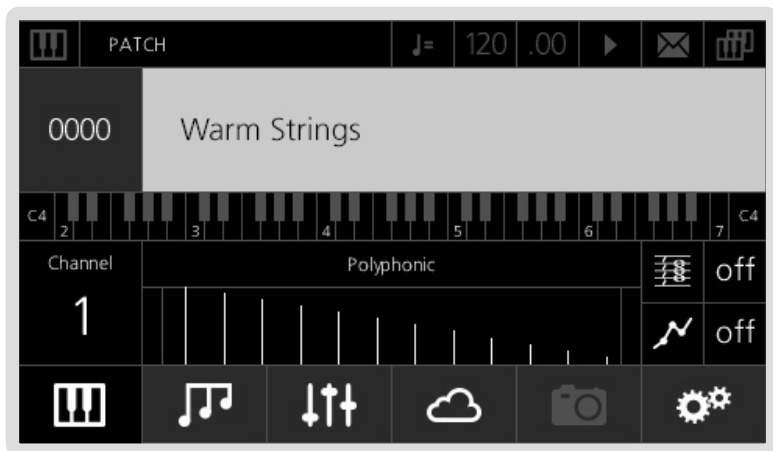 PATCH ♩= 120 .00
0000 Warm Strings
C4 2 3 4 5 6 7 C4
Channel Polyphonic off
1 off